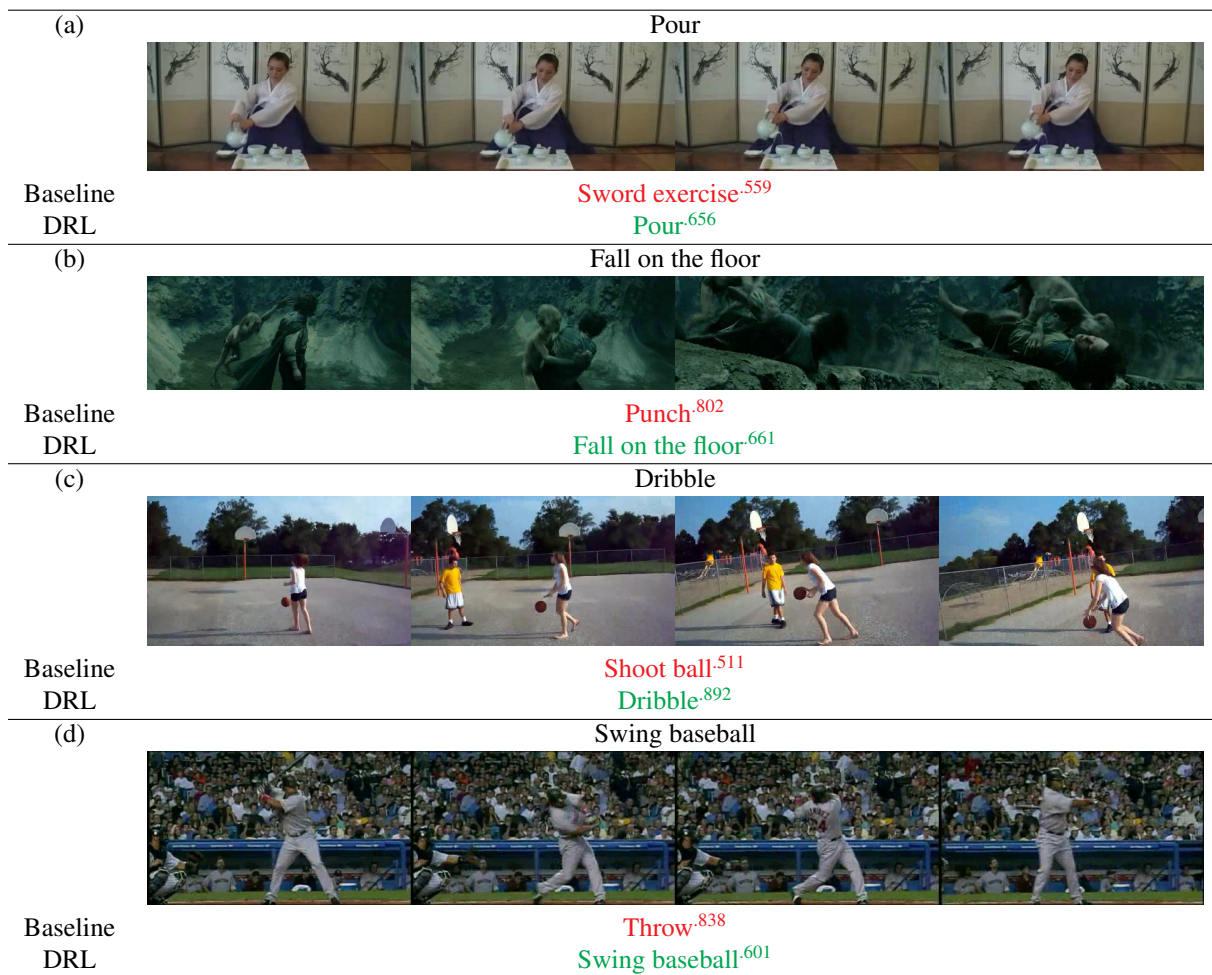 (a) Pour
Baseline Sword exercise.559
DRL Pour.656
(b) Fall on the floor
Baseline Punch.802
DRL Fall on the floor.661
(c) Dribble
Baseline Shoot ball.511
DRL Dribble.892
(d) Swing baseball
Baseline Throw.838
DRL Swing baseball.601